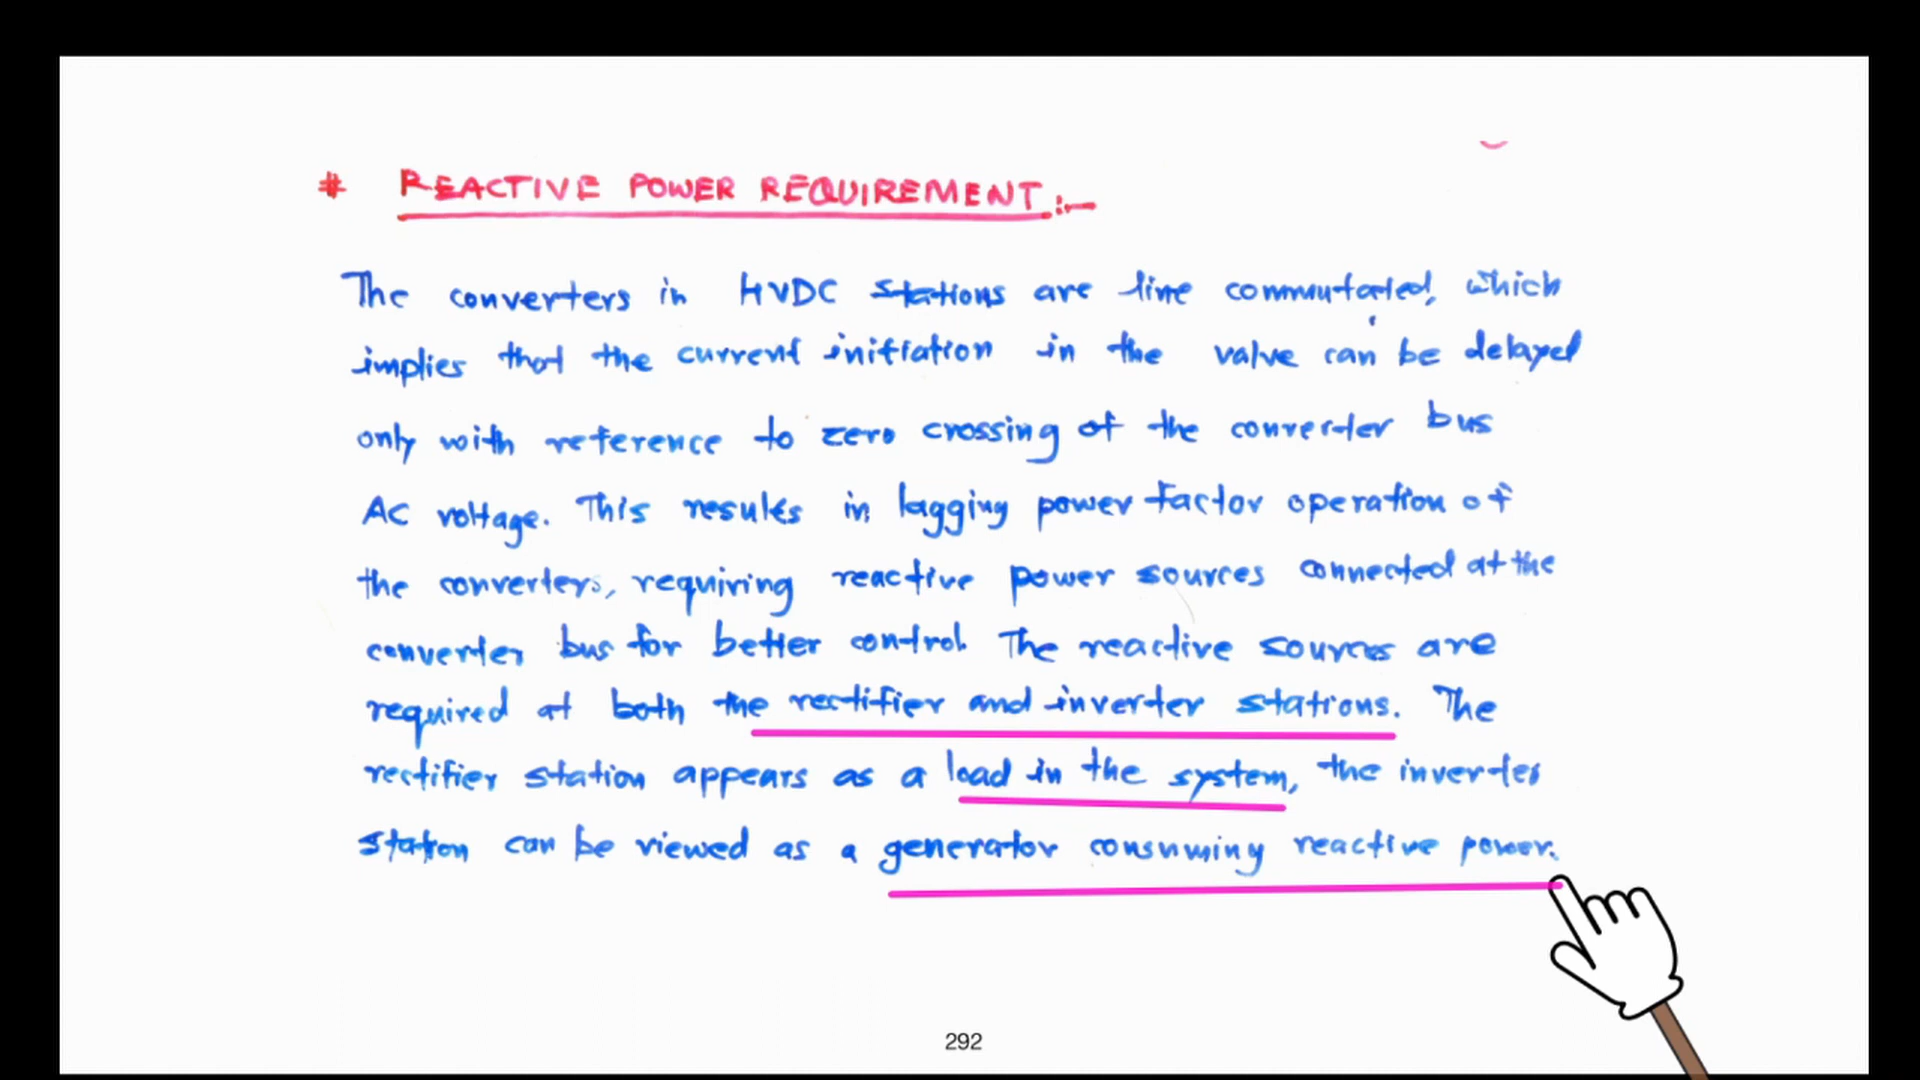 # REACTIVE POWER REQUIREMENT :-
The converters in HVDC stations are line commutated, which
implies that the current initiation in the valve can be delayed
only with reference to zero crossing of the converter bus
AC voltage. This results in lagging power factor operation of
the converters, requiring reactive power sources connected at the
converter bus for better control. The reactive sources are
required at both the rectifier and inverter stations. The
rectifier station appears as a load in the system, the inverter
station can be viewed as a generator consuming reactive power.
292